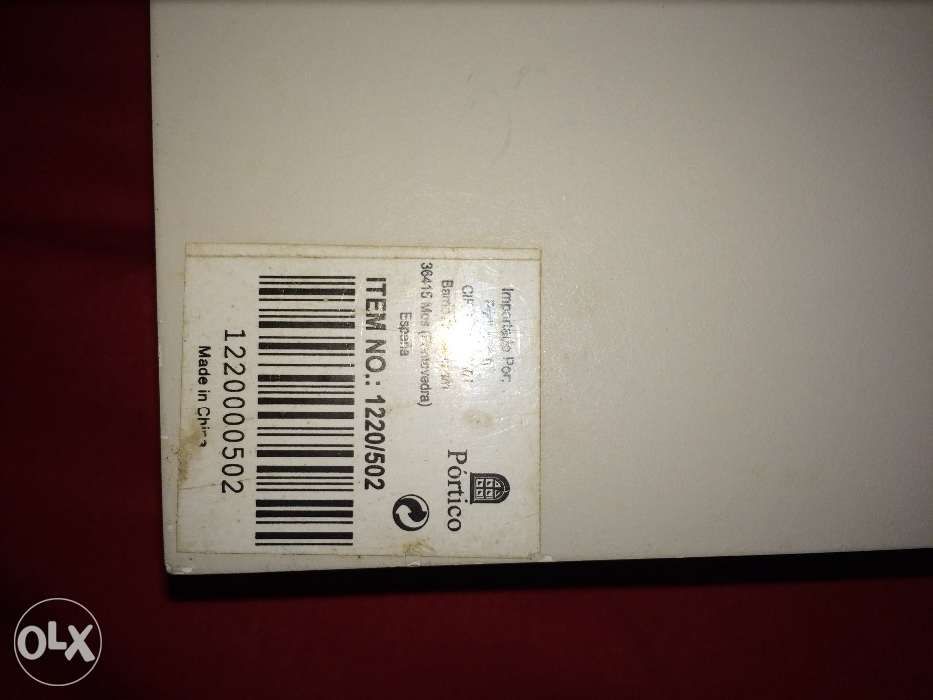 Importado Por:
36415 Mos (Pontevedra)
España
Pórtico
ITEM NO.: 1220/502
1220000502
Made in China
OLX